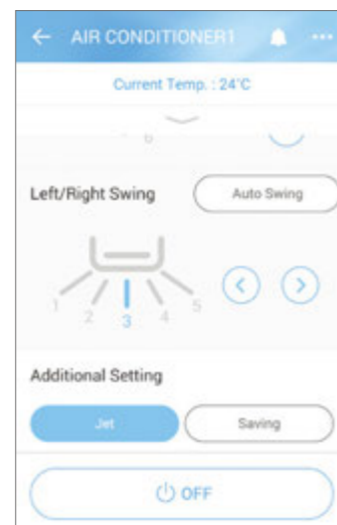 AIR CONDITIONER1
Current Temp. : 24°C
6
Left/Right Swing
Auto Swing
1 2 3 4 5
Additional Setting
Jet
Saving
OFF